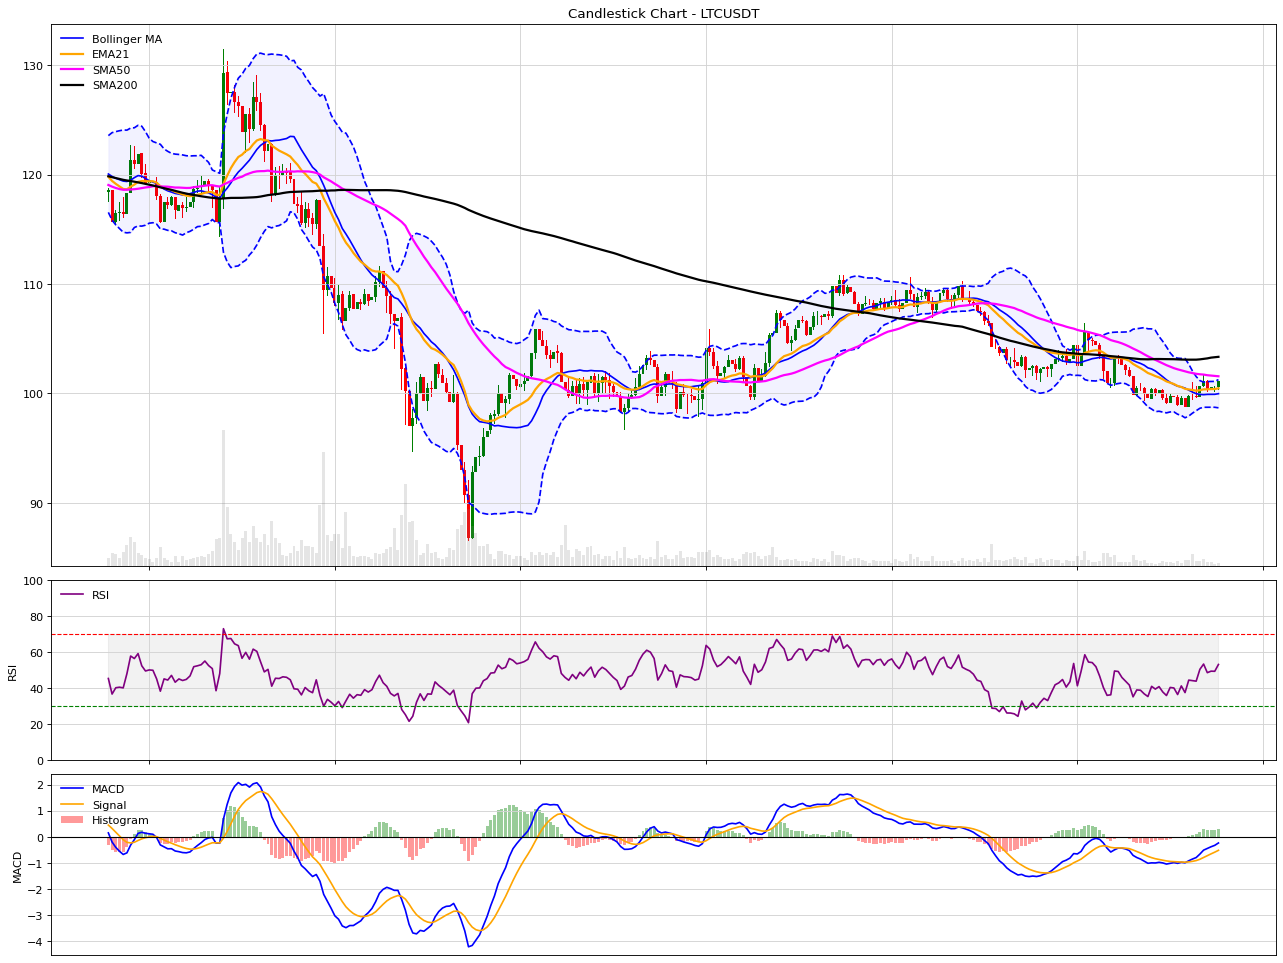 Candlestick Chart - LTCUSDT
Bollinger MA
EMA21
SMA50
SMA200
130
120
110
100
90
RSI
100
80
60
40
20
0
RSI
MACD
Signal
Histogram
2
1
0
−1
−2
−3
−4
MACD